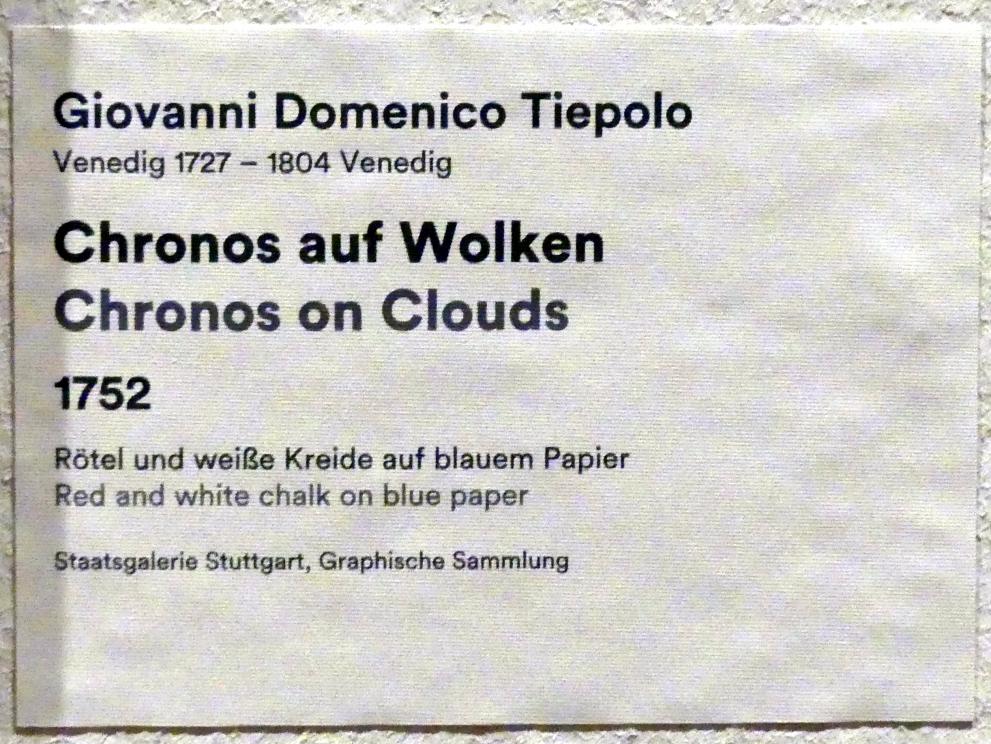 Giovanni Domenico Tiepolo
Venedig 1727 – 1804 Venedig
Chronos auf Wolken
Chronos on Clouds
1752
Rötel und weiße Kreide auf blauem Papier
Red and white chalk on blue paper
Staatsgalerie Stuttgart, Graphische Sammlung